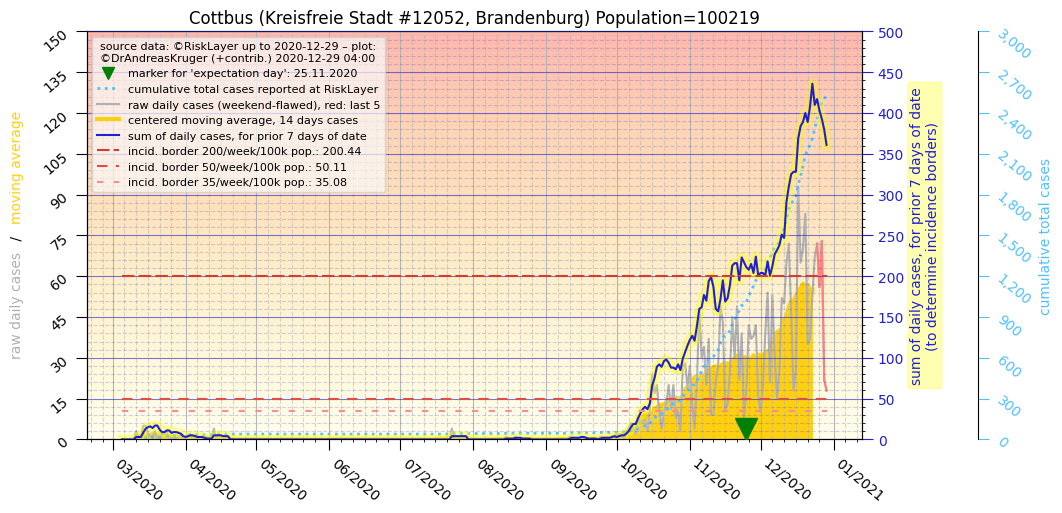 Cottbus (Kreisfreie Stadt #12052, Brandenburg) Population=100219
source data: ©RiskLayer up to 2020-12-29 – plot:
©DrAndreasKruger (+contrib.) 2020-12-29 04:00
marker for 'expectation day': 25.11.2020
cumulative total cases reported at RiskLayer
raw daily cases (weekend-flawed), red: last 5
centered moving average, 14 days cases
sum of daily cases, for prior 7 days of date
incid. border 200/week/100k pop.: 200.44
incid. border 50/week/100k pop.: 50.11
incid. border 35/week/100k pop.: 35.08
raw daily cases / moving average
150
135
120
105
90
75
60
45
30
15
0
03/2020
04/2020
05/2020
06/2020
07/2020
08/2020
09/2020
10/2020
11/2020
12/2020
01/2021
500
450
400
350
300
250
200
150
100
50
0
sum of daily cases, for prior 7 days of date
(to determine incidence borders)
3,000
2,700
2,400
2,100
1,800
1,500
1,200
900
600
300
0
cumulative total cases